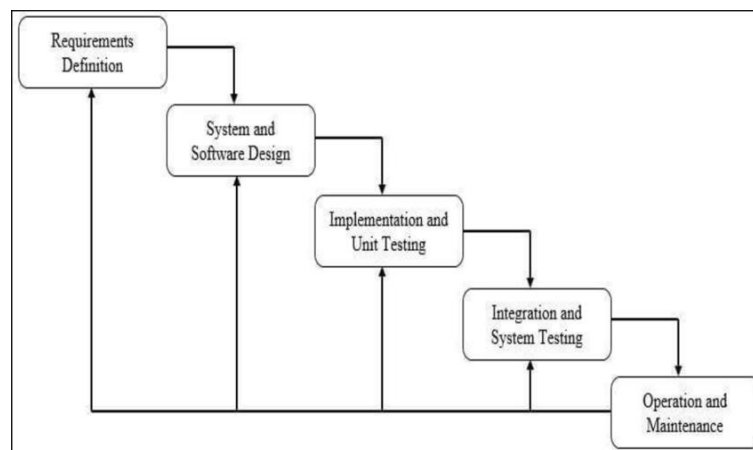 Requirements
Definition
System and
Software Design
Implementation and
Unit Testing
Integration and
System Testing
Operation and
Maintenance